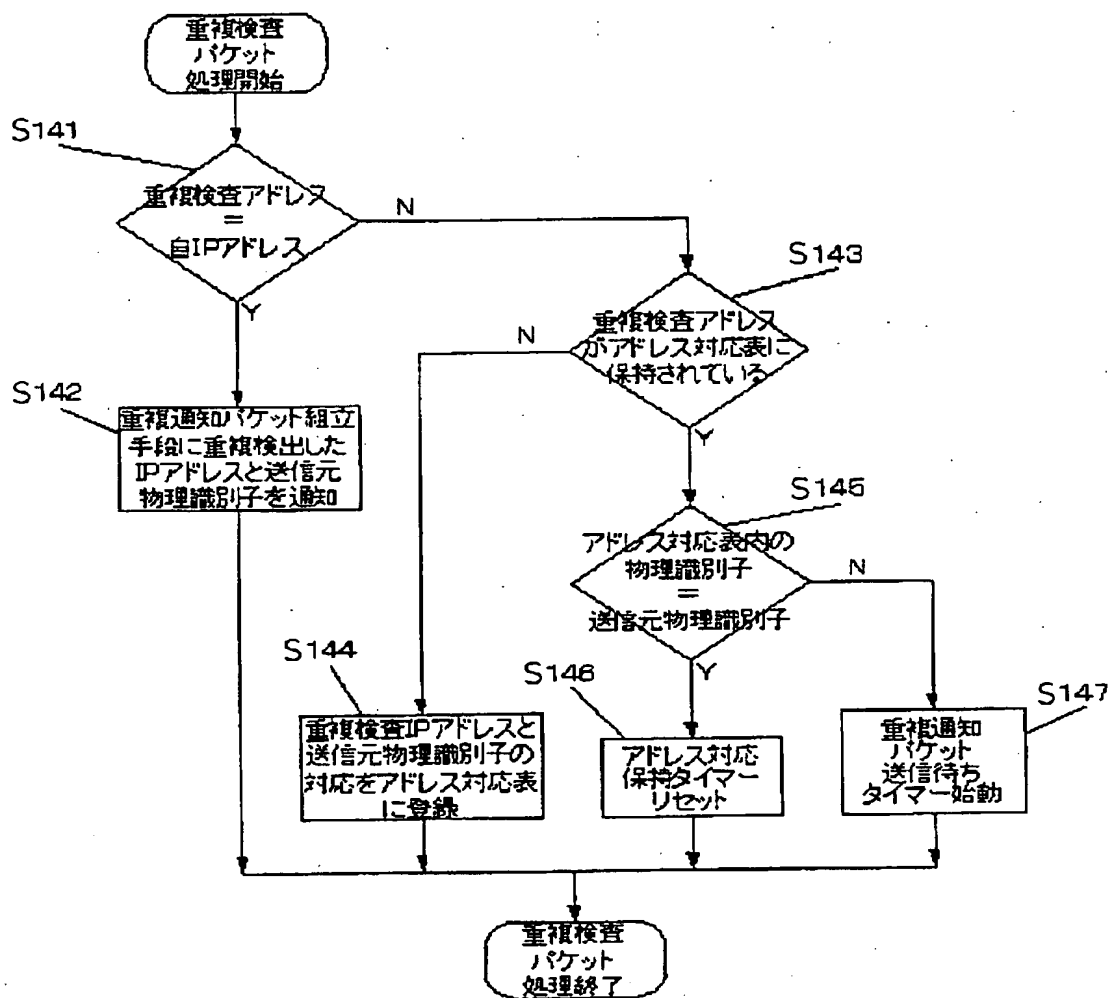 重複検査
パケット
処理開始
S141
重複検査アドレス
=
自IPアドレス
N
Y
S142
重複通知パケット組立
手段に重複検出した
IPアドレスと送信元
物理識別子を通知
S143
重複検査アドレス
がアドレス対応表に
保持されている
N
Y
S144
重複検査IPアドレスと
送信元物理識別子の
対応をアドレス対応表
に登録
S145
アドレス対応表内の
物理識別子
=
送信元物理識別子
N
Y
S146
アドレス対応
保持タイマー
リセット
S147
重複通知
パケット
送信待ち
タイマー始動
重複検査
パケット
処理終了